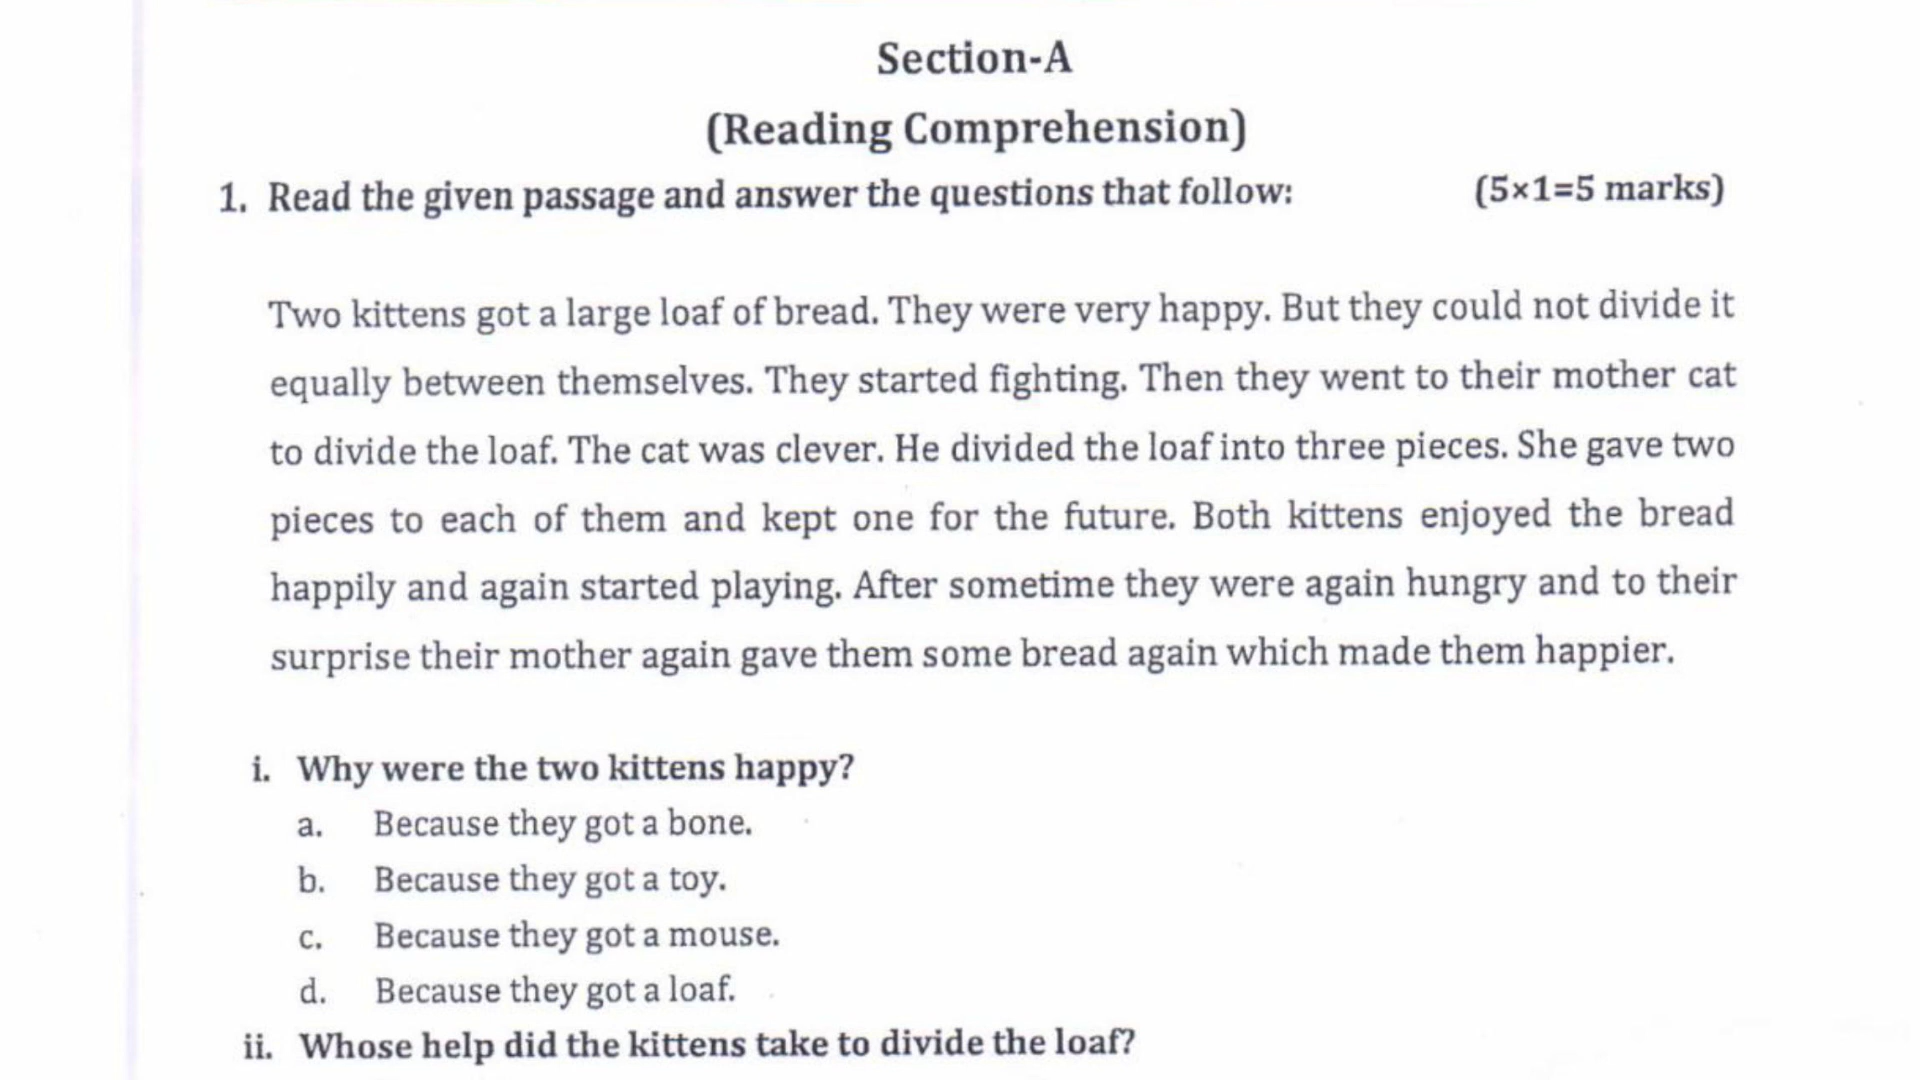 Section-A
(Reading Comprehension)
1. Read the given passage and answer the questions that follow: (5×1=5 marks)
Two kittens got a large loaf of bread. They were very happy. But they could not divide it
equally between themselves. They started fighting. Then they went to their mother cat
to divide the loaf. The cat was clever. He divided the loaf into three pieces. She gave two
pieces to each of them and kept one for the future. Both kittens enjoyed the bread
happily and again started playing. After sometime they were again hungry and to their
surprise their mother again gave them some bread again which made them happier.
i. Why were the two kittens happy?
a. Because they got a bone.
b. Because they got a toy.
c. Because they got a mouse.
d. Because they got a loaf.
ii. Whose help did the kittens take to divide the loaf?